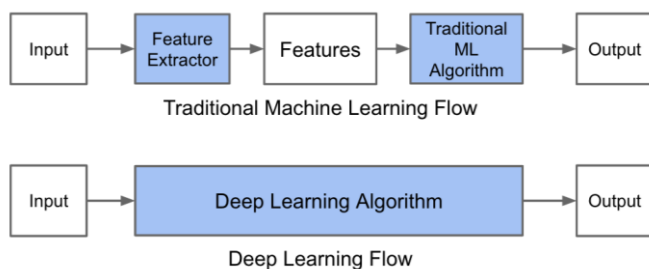 Input
Feature
Extractor
Features
Traditional
ML
Algorithm
Output
Traditional Machine Learning Flow
Input
Deep Learning Algorithm
Output
Deep Learning Flow